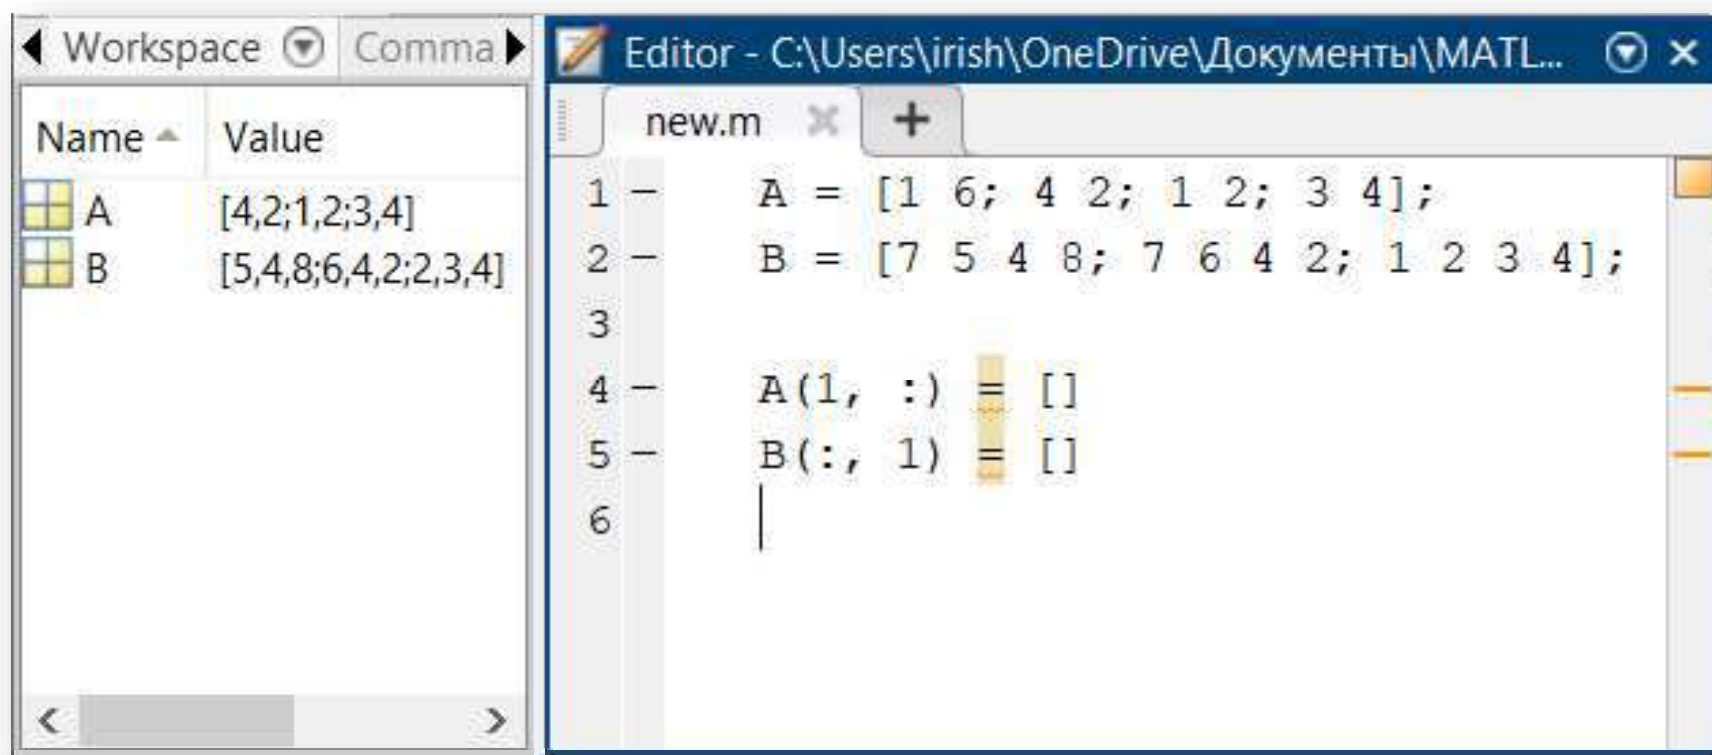 Workspace Comma
Name Value
A [4,2;1,2;3,4]
B [5,4,8;6,4,2;2,3,4]
Editor - C:\Users\irish\OneDrive\Документы\MATL...
new.m +
1 — A = [1 6; 4 2; 1 2; 3 4];
2 — B = [7 5 4 8; 7 6 4 2; 1 2 3 4];
3
4 — A(1, :) = []
5 — B(:, 1) = []
6